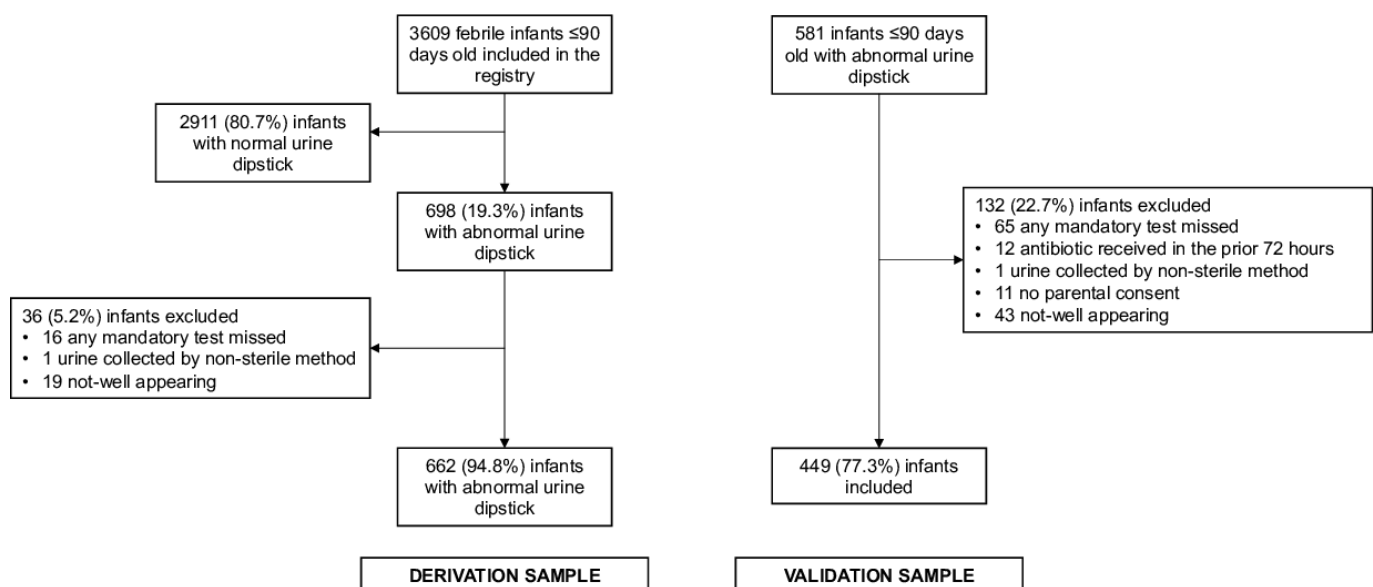 3609 febrile infants ≤90
days old included in the
registry
2911 (80.7%) infants
with normal urine
dipstick
698 (19.3%) infants
with abnormal urine
dipstick
36 (5.2%) infants excluded
• 16 any mandatory test missed
• 1 urine collected by non-sterile method
• 19 not-well appearing
662 (94.8%) infants
with abnormal urine
dipstick
DERIVATION SAMPLE
581 infants ≤90 days
old with abnormal urine
dipstick
132 (22.7%) infants excluded
• 65 any mandatory test missed
• 12 antibiotic received in the prior 72 hours
• 1 urine collected by non-sterile method
• 11 no parental consent
• 43 not-well appearing
449 (77.3%) infants
included
VALIDATION SAMPLE